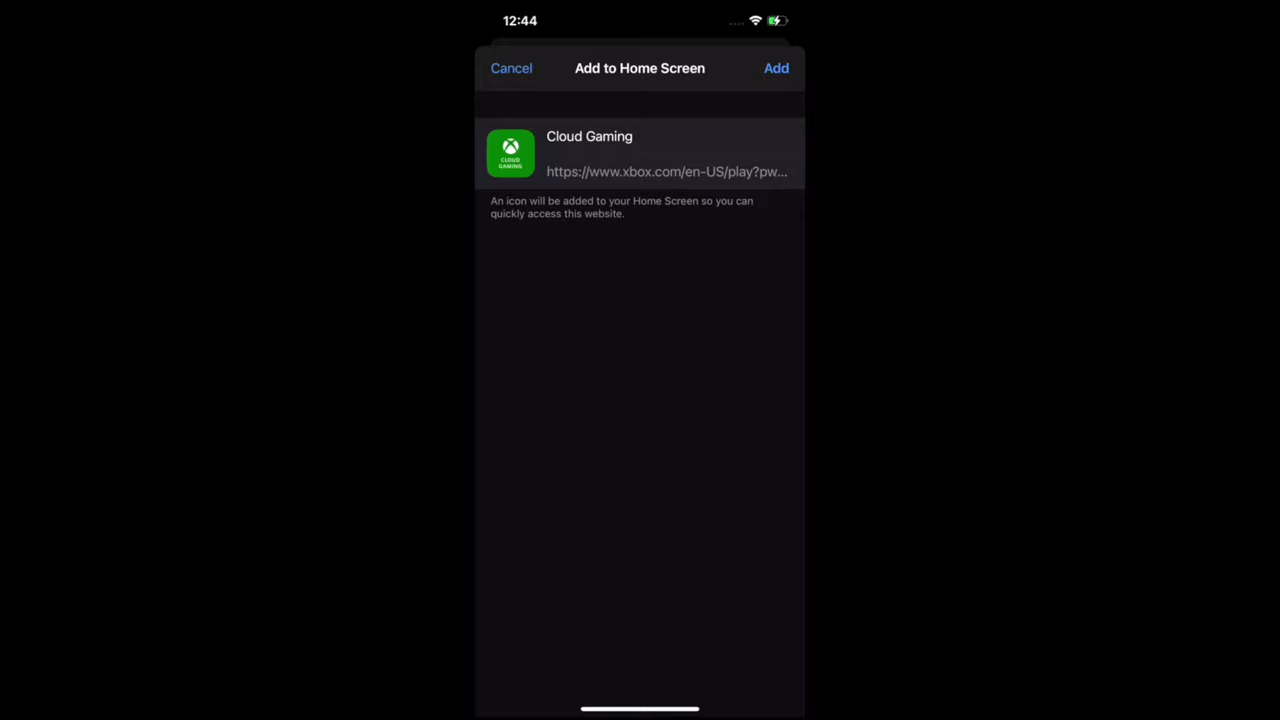 12:44
Cancel
Add to Home Screen
Add
Cloud Gaming
CLOUD
GAMING
https://www.xbox.com/en-US/play?pw...
An icon will be added to your Home Screen so you can
quickly access this website.